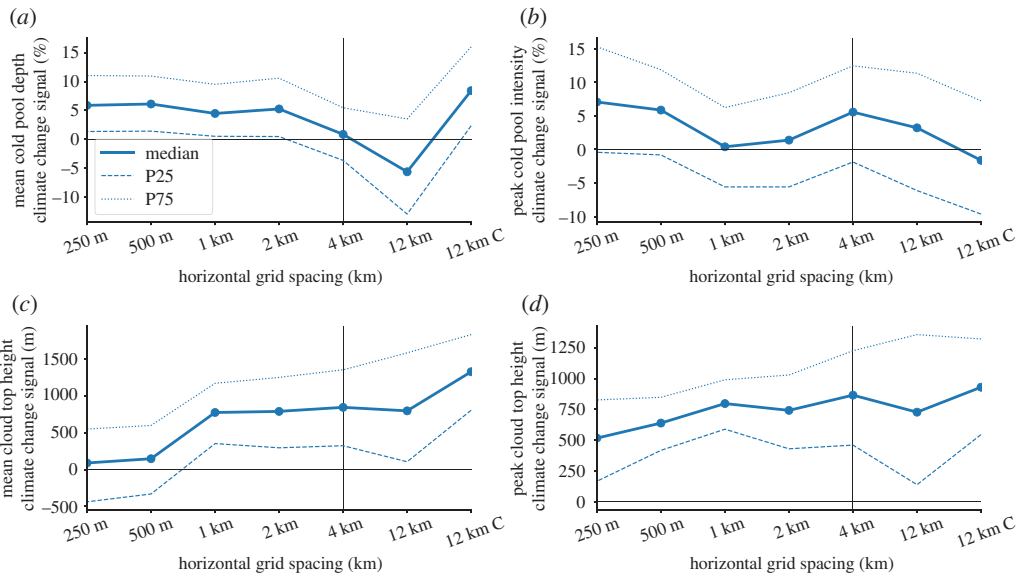 (a)
mean cold pool depth
climate change signal (%)
15
10
5
0
−5
−10
median
P25
P75
250 m
500 m
1 km
2 km
4 km
12 km
12 km C
horizontal grid spacing (km)
(b)
peak cold pool intensity
climate change signal (%)
15
10
5
0
−5
−10
250 m
500 m
1 km
2 km
4 km
12 km
12 km C
horizontal grid spacing (km)
(c)
mean cloud top height
climate change signal (m)
1500
1000
500
0
−500
250 m
500 m
1 km
2 km
4 km
12 km
12 km C
horizontal grid spacing (km)
(d)
peak cloud top height
climate change signal (m)
1250
1000
750
500
250
0
250 m
500 m
1 km
2 km
4 km
12 km
12 km C
horizontal grid spacing (km)